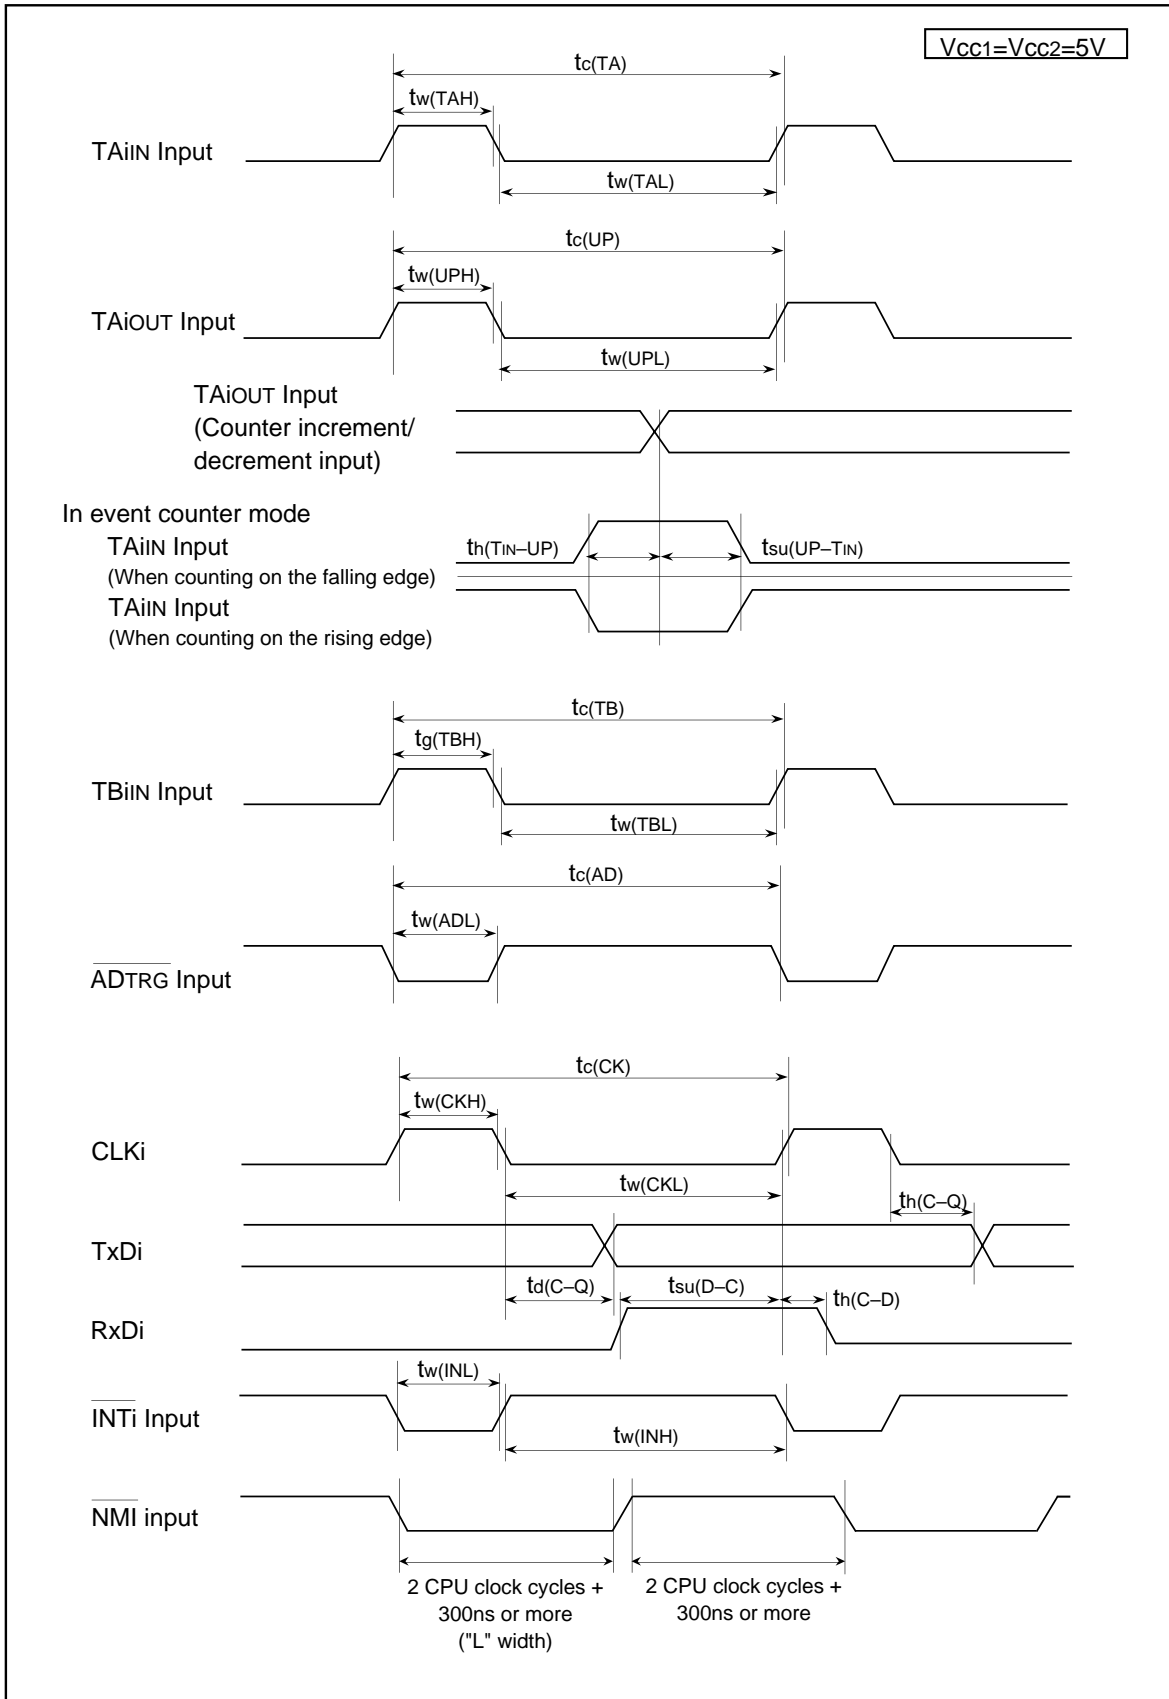 Vcc1=Vcc2=5V
tc(TA)
tw(TAH)
TAiIN Input
tw(TAL)
tc(UP)
tw(UPH)
TAiOUT Input
tw(UPL)
TAiOUT Input
(Counter increment/
decrement input)
In event counter mode
TAiIN Input
(When counting on the falling edge)
th(TIN–UP)
tsu(UP–TIN)
TAiIN Input
(When counting on the rising edge)
tc(TB)
tg(TBH)
TBiIN Input
tw(TBL)
tc(AD)
tw(ADL)
ADTRG Input
tc(CK)
tw(CKH)
CLKi
tw(CKL)
th(C–Q)
TxDi
td(C–Q)
tsu(D–C)
th(C–D)
RxDi
tw(INL)
INTi Input
tw(INH)
NMI input
2 CPU clock cycles +
300ns or more
("L" width)
2 CPU clock cycles +
300ns or more